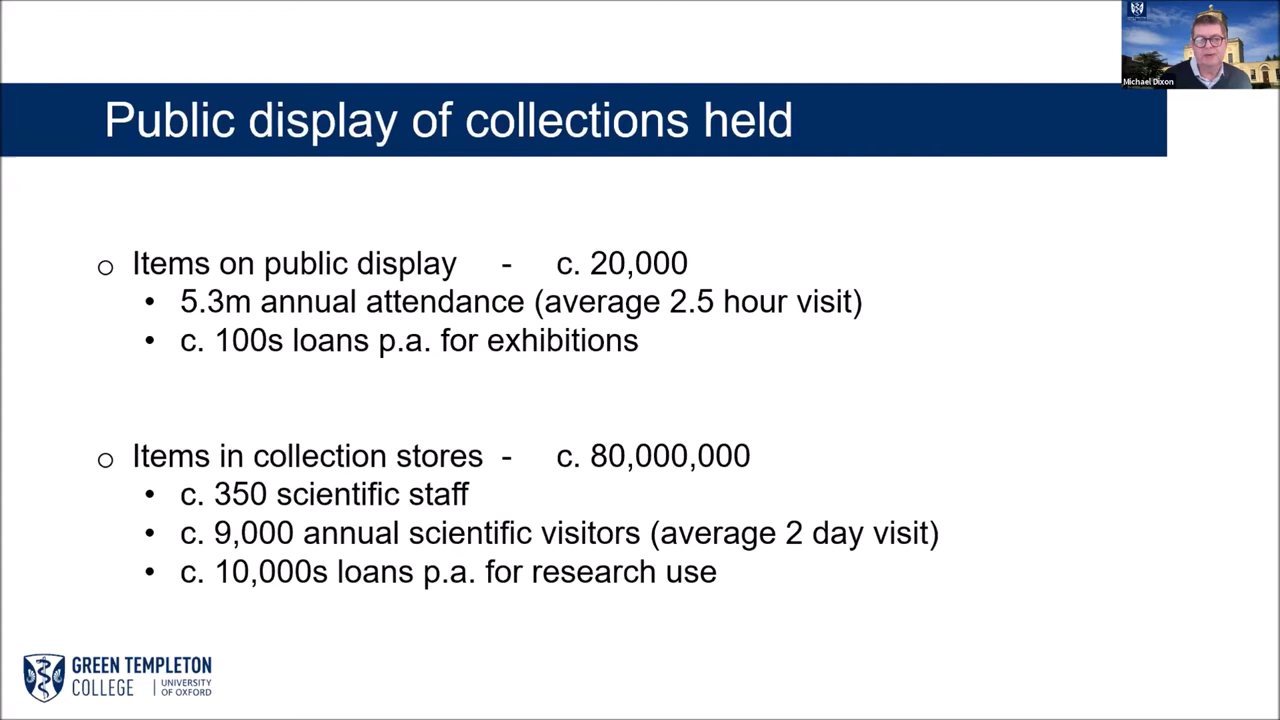 Michael Dixon
Public display of collections held
o Items on public display - c. 20,000
• 5.3m annual attendance (average 2.5 hour visit)
• c. 100s loans p.a. for exhibitions
o Items in collection stores - c. 80,000,000
• c. 350 scientific staff
• c. 9,000 annual scientific visitors (average 2 day visit)
• c. 10,000s loans p.a. for research use
GREEN TEMPLETON
COLLEGE | UNIVERSITY
OF OXFORD